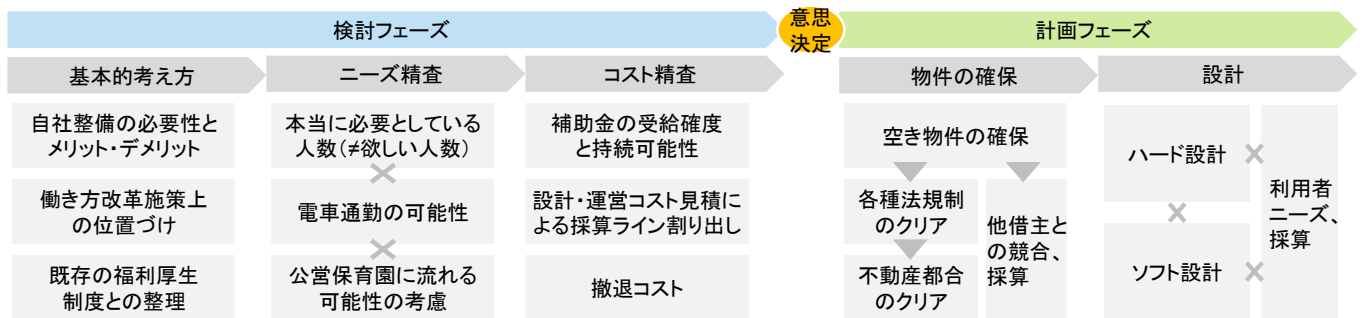 検討フェーズ
意思
決定
計画フェーズ
基本的考え方
ニーズ精査
コスト精査
物件の確保
設計
自社整備の必要性と
メリット・デメリット
働き方改革施策上
の位置づけ
既存の福利厚生
制度との整理
本当に必要としている
人数(≠欲しい人数)
電車通勤の可能性
公営保育園に流れる
可能性の考慮
補助金の受給確度
と持続可能性
設計・運営コスト見積に
よる採算ライン割り出し
撤退コスト
空き物件の確保
各種法規制
のクリア
不動産都合
のクリア
他借主と
の競合、
採算
ハード設計
ソフト設計
利用者
ニーズ、
採算